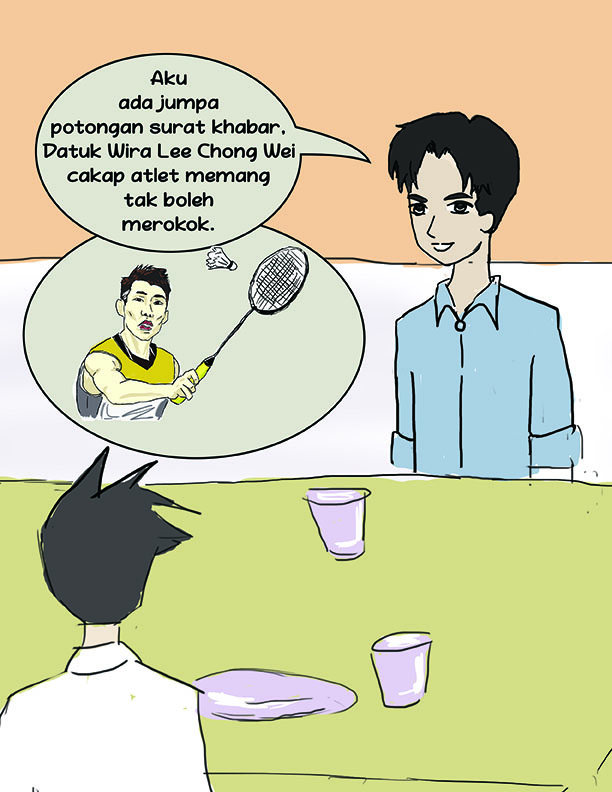 Aku
ada jumpa
potongan surat khabar,
Datuk Wira Lee Chong Wei
cakap atlet memang
tak boleh
merokok.